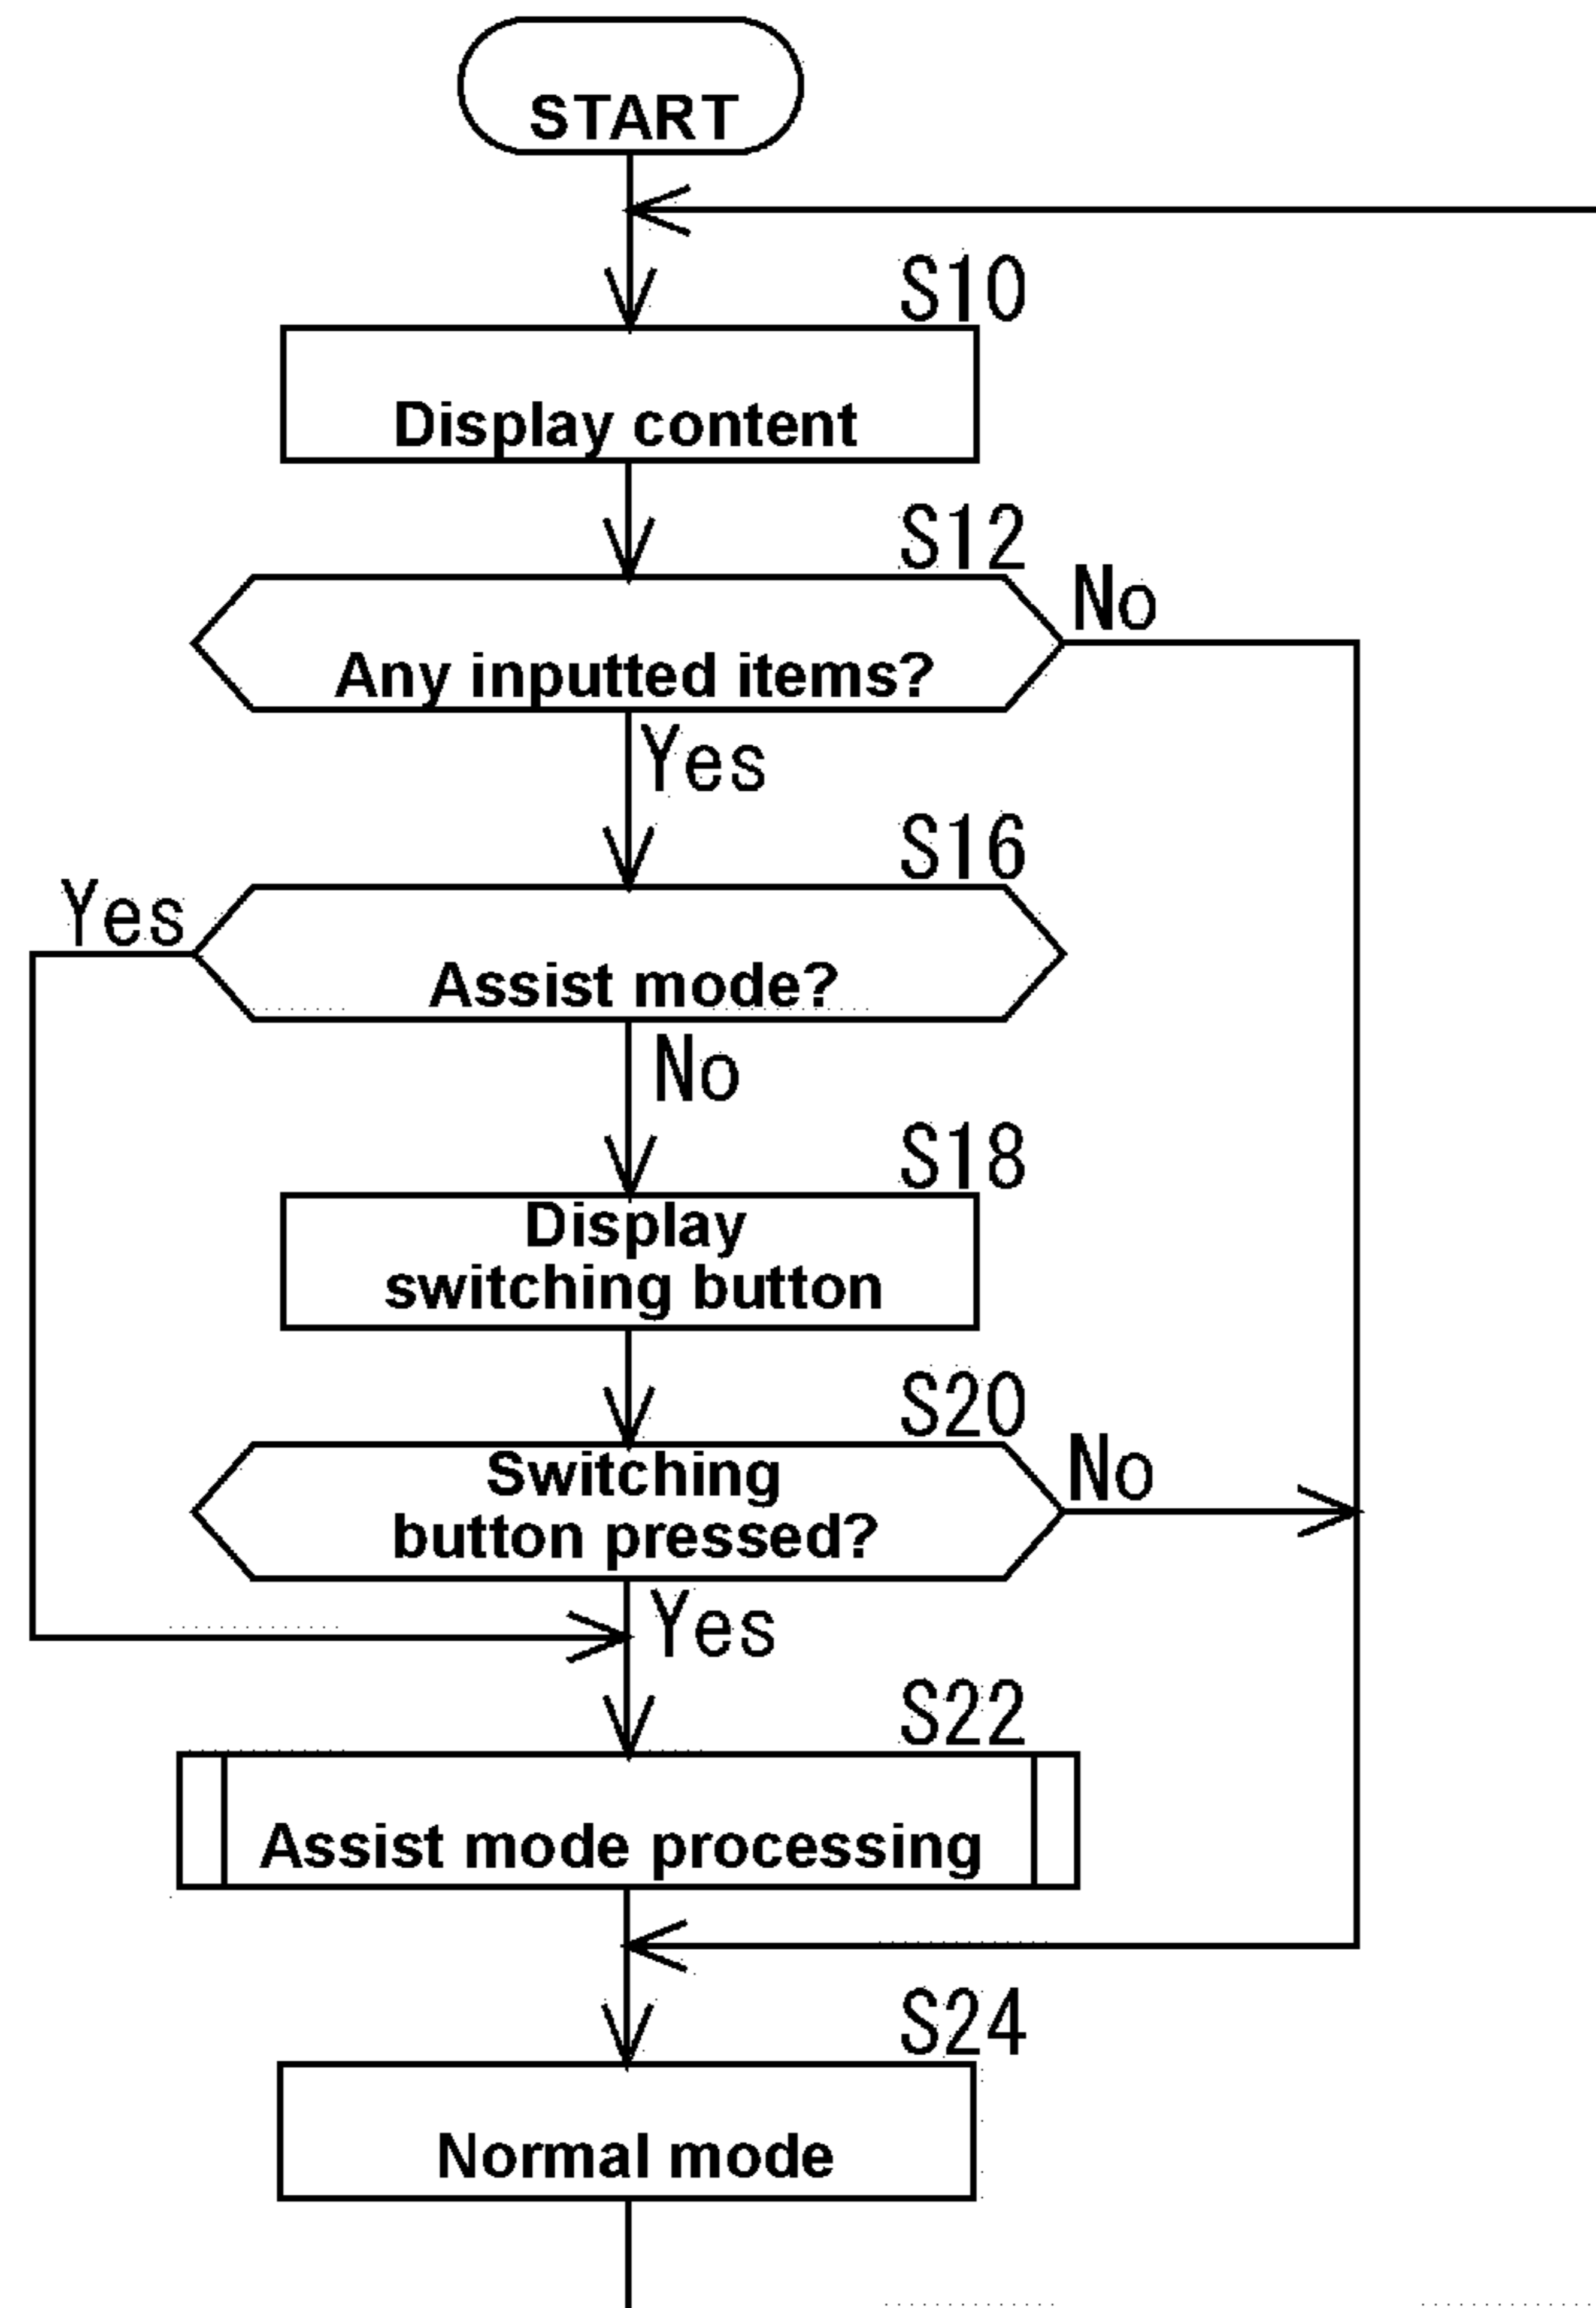 START
S10
Display content
S12
No
Any inputted items?
Yes
S16
Yes
Assist mode?
No
S18
Display
switching button
S20
Switching
button pressed?
No
Yes
S22
Assist mode processing
S24
Normal mode